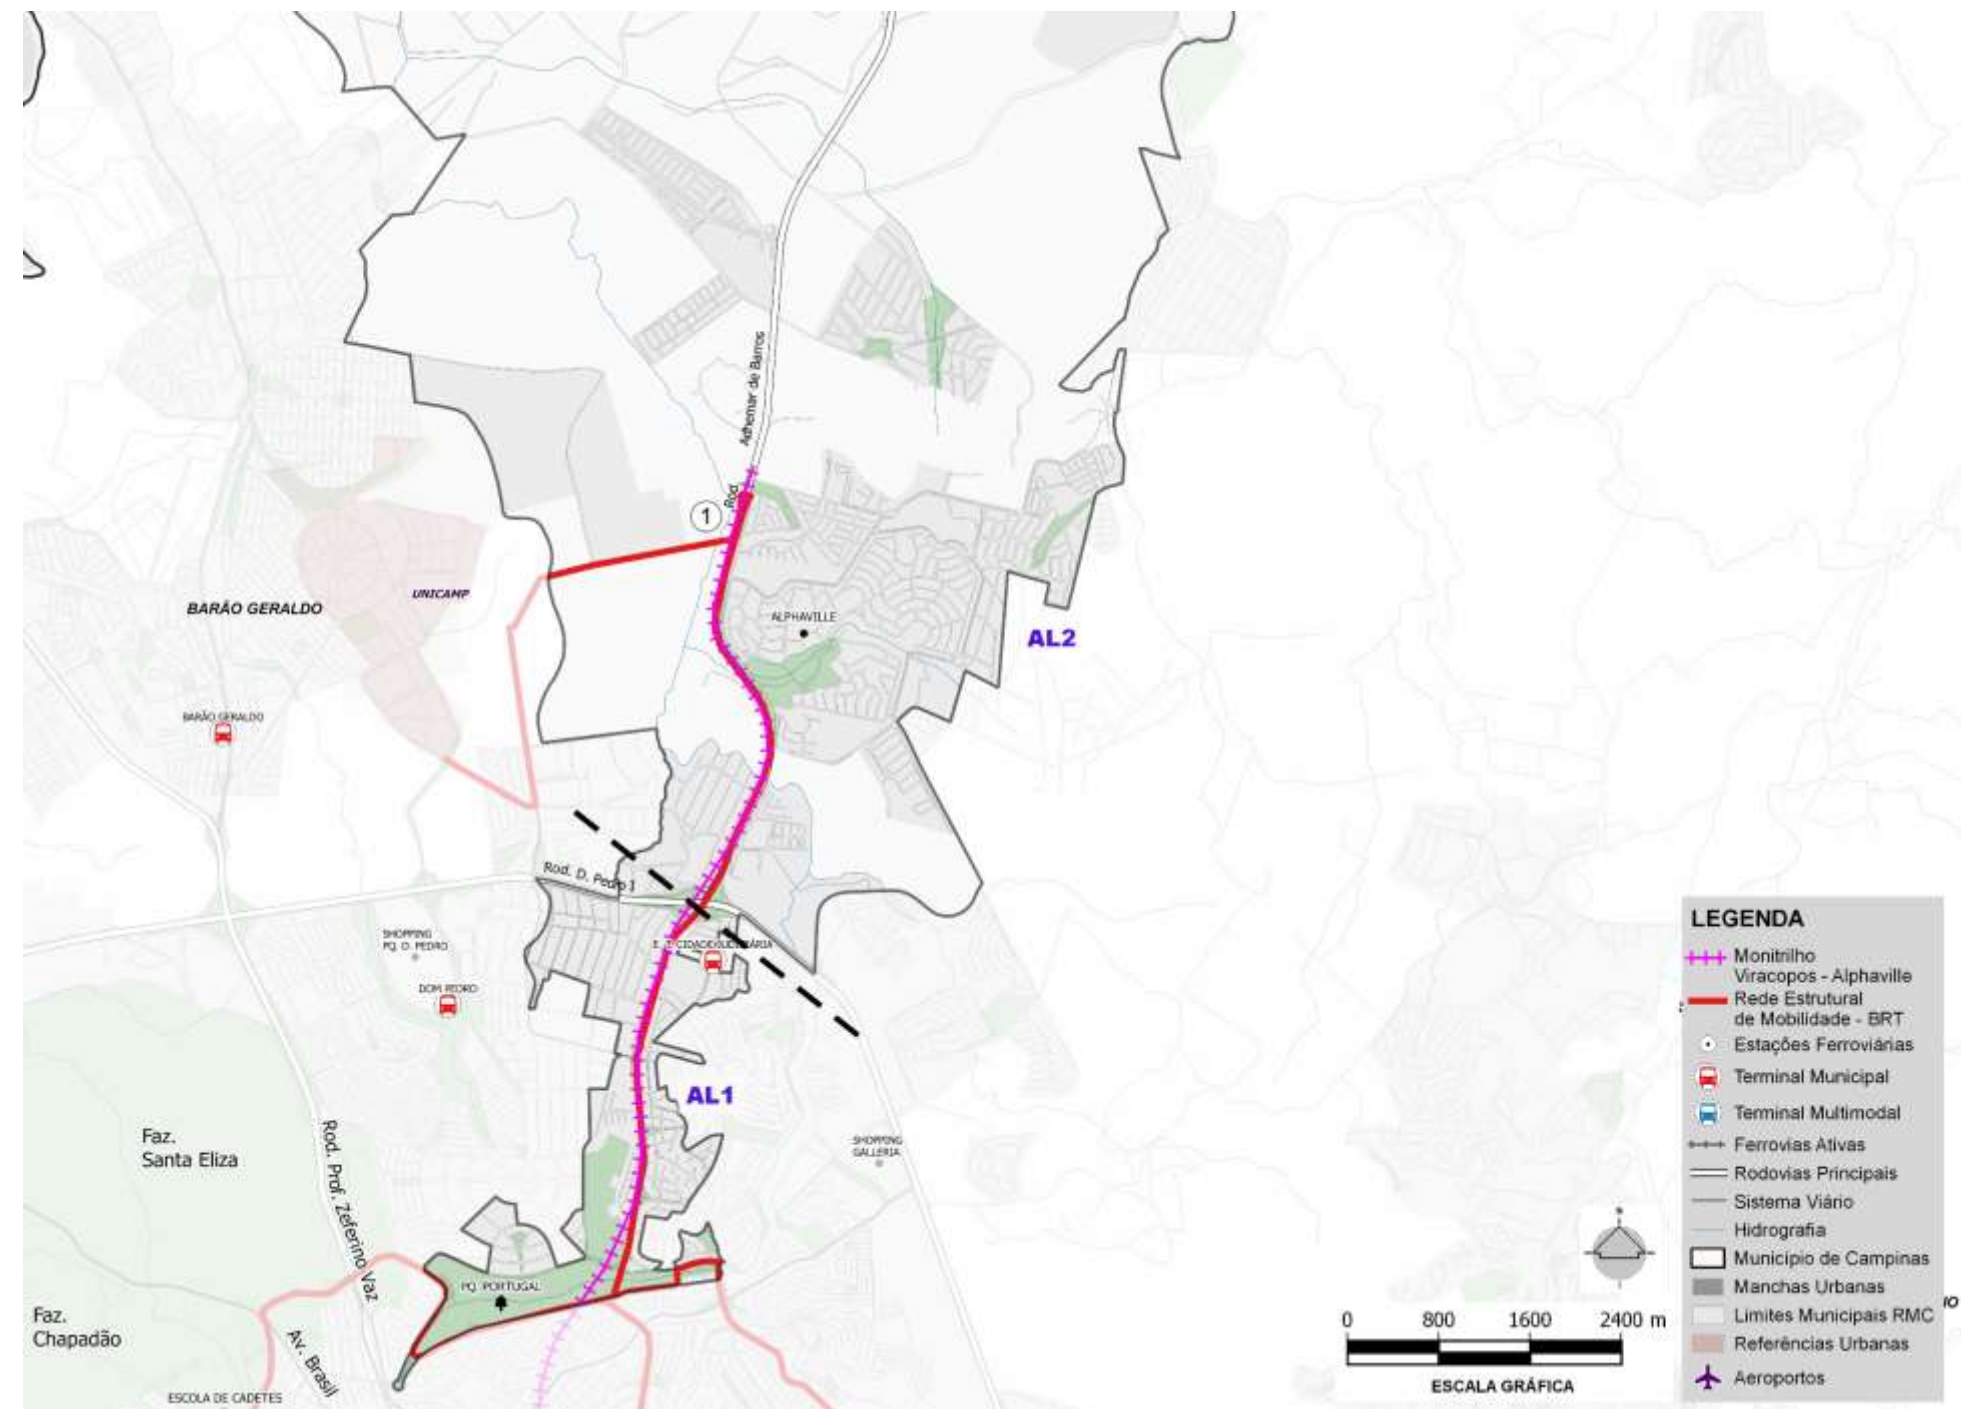 Adhemar de Barros
Rod.
1
BARÃO GERALDO
UNICAMP
ALPHAVILLE
AL2
BARÃO GERALDO
Rod. D. Pedro I
SHOPPING
PQ. D. PEDRO
DOM PEDRO
AL1
SHOPPING
GALLERIA
Faz.
Santa Eliza
Rod. Prof. Zeferino Vaz
PQ. PORTUGAL
Faz.
Chapadão
Av. Brasil
ESCOLA DE CADETES
0 800 1600 2400 m
ESCALA GRÁFICA
LEGENDA
Monitrilho
Viracopos - Alphaville
Rede Estrutural
de Mobilidade - BRT
Estações Ferroviárias
Terminal Municipal
Terminal Multimodal
Ferrovias Ativas
Rodovias Principais
Sistema Viário
Hidrografia
Município de Campinas
Manchas Urbanas
Limites Municipais RMC
Referências Urbanas
Aeroportos